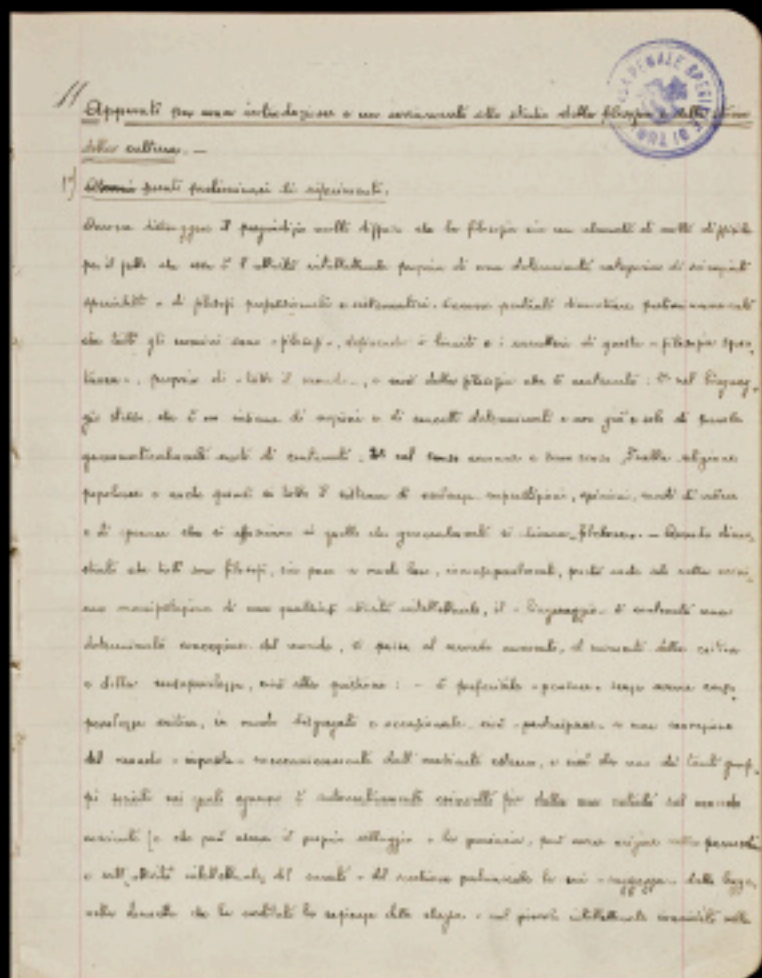 CASA PENALE SPECIALE DI TURI
Appunti per una introduzione e un avviamento allo studio della filosofia e della storia
della cultura. —
1°) Alcuni punti preliminari di riferimento.
Occorre distruggere il pregiudizio molto diffuso che la filosofia sia un alcunché di molto difficile
per il fatto che essa è l'attività intellettuale propria di una determinata categoria di scienziati
specialisti o di filosofi professionali e sistematici. Occorre pertanto dimostrare preliminarmente
che tutti gli uomini sono «filosofi», definendo i limiti e i caratteri di questa «filosofia spon-
tanea», propria di «tutto il mondo», e cioè della filosofia che è contenuta: 1° nel linguag-
gio stesso, che è un insieme di nozioni e di concetti determinati e non già e solo di parole
grammaticalmente vuote di contenuto; 2° nel senso comune e buon senso; nella religione
popolare e anche quindi in tutto il sistema di credenze, superstizioni, opinioni, modi di vedere
e di operare che si affacciano in quello che generalmente si chiama «folclore». — Avendo dimo-
strato che tutti sono filosofi, sia pure a modo loro, inconsapevolmente, perché anche solo nella mini-
ma manifestazione di una qualsiasi attività intellettuale, il «linguaggio», è contenuta una
determinata concezione del mondo, si passa al secondo momento, al momento della critica
e della consapevolezza, cioè alla quistione: — è preferibile «pensare» senza averne consa-
pevolezza critica, in modo disgregato e occasionale, cioè «partecipare» a una concezione
del mondo «imposta» meccanicamente dall'ambiente esterno, e cioè da uno dei tanti grup-
pi sociali nei quali ognuno è automaticamente coinvolto fin dalla sua entrata nel mondo
cosciente (e che può essere il proprio villaggio o la provincia, può avere origine nella parrocchia
e nell'attività intellettuale del curato o del vecchione patriarcale la cui «saggezza» detta legge,
nella donnetta che ha ereditato la sapienza dalle streghe o nel piccolo intellettuale inacidito nella